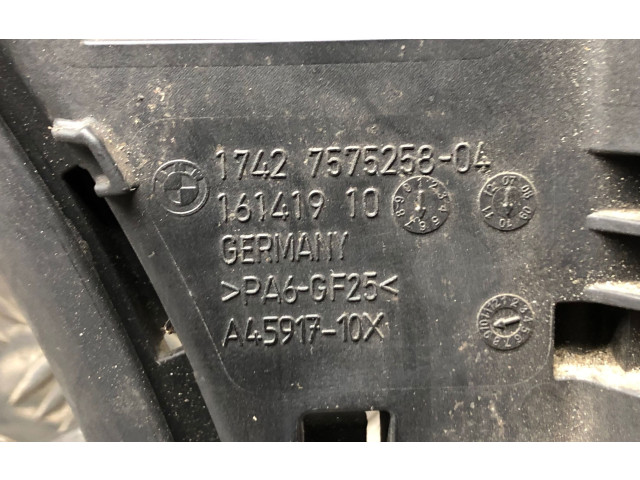 1742 7575258-04
161419 10
GERMANY
>PA6-GF25<
A45917-10X